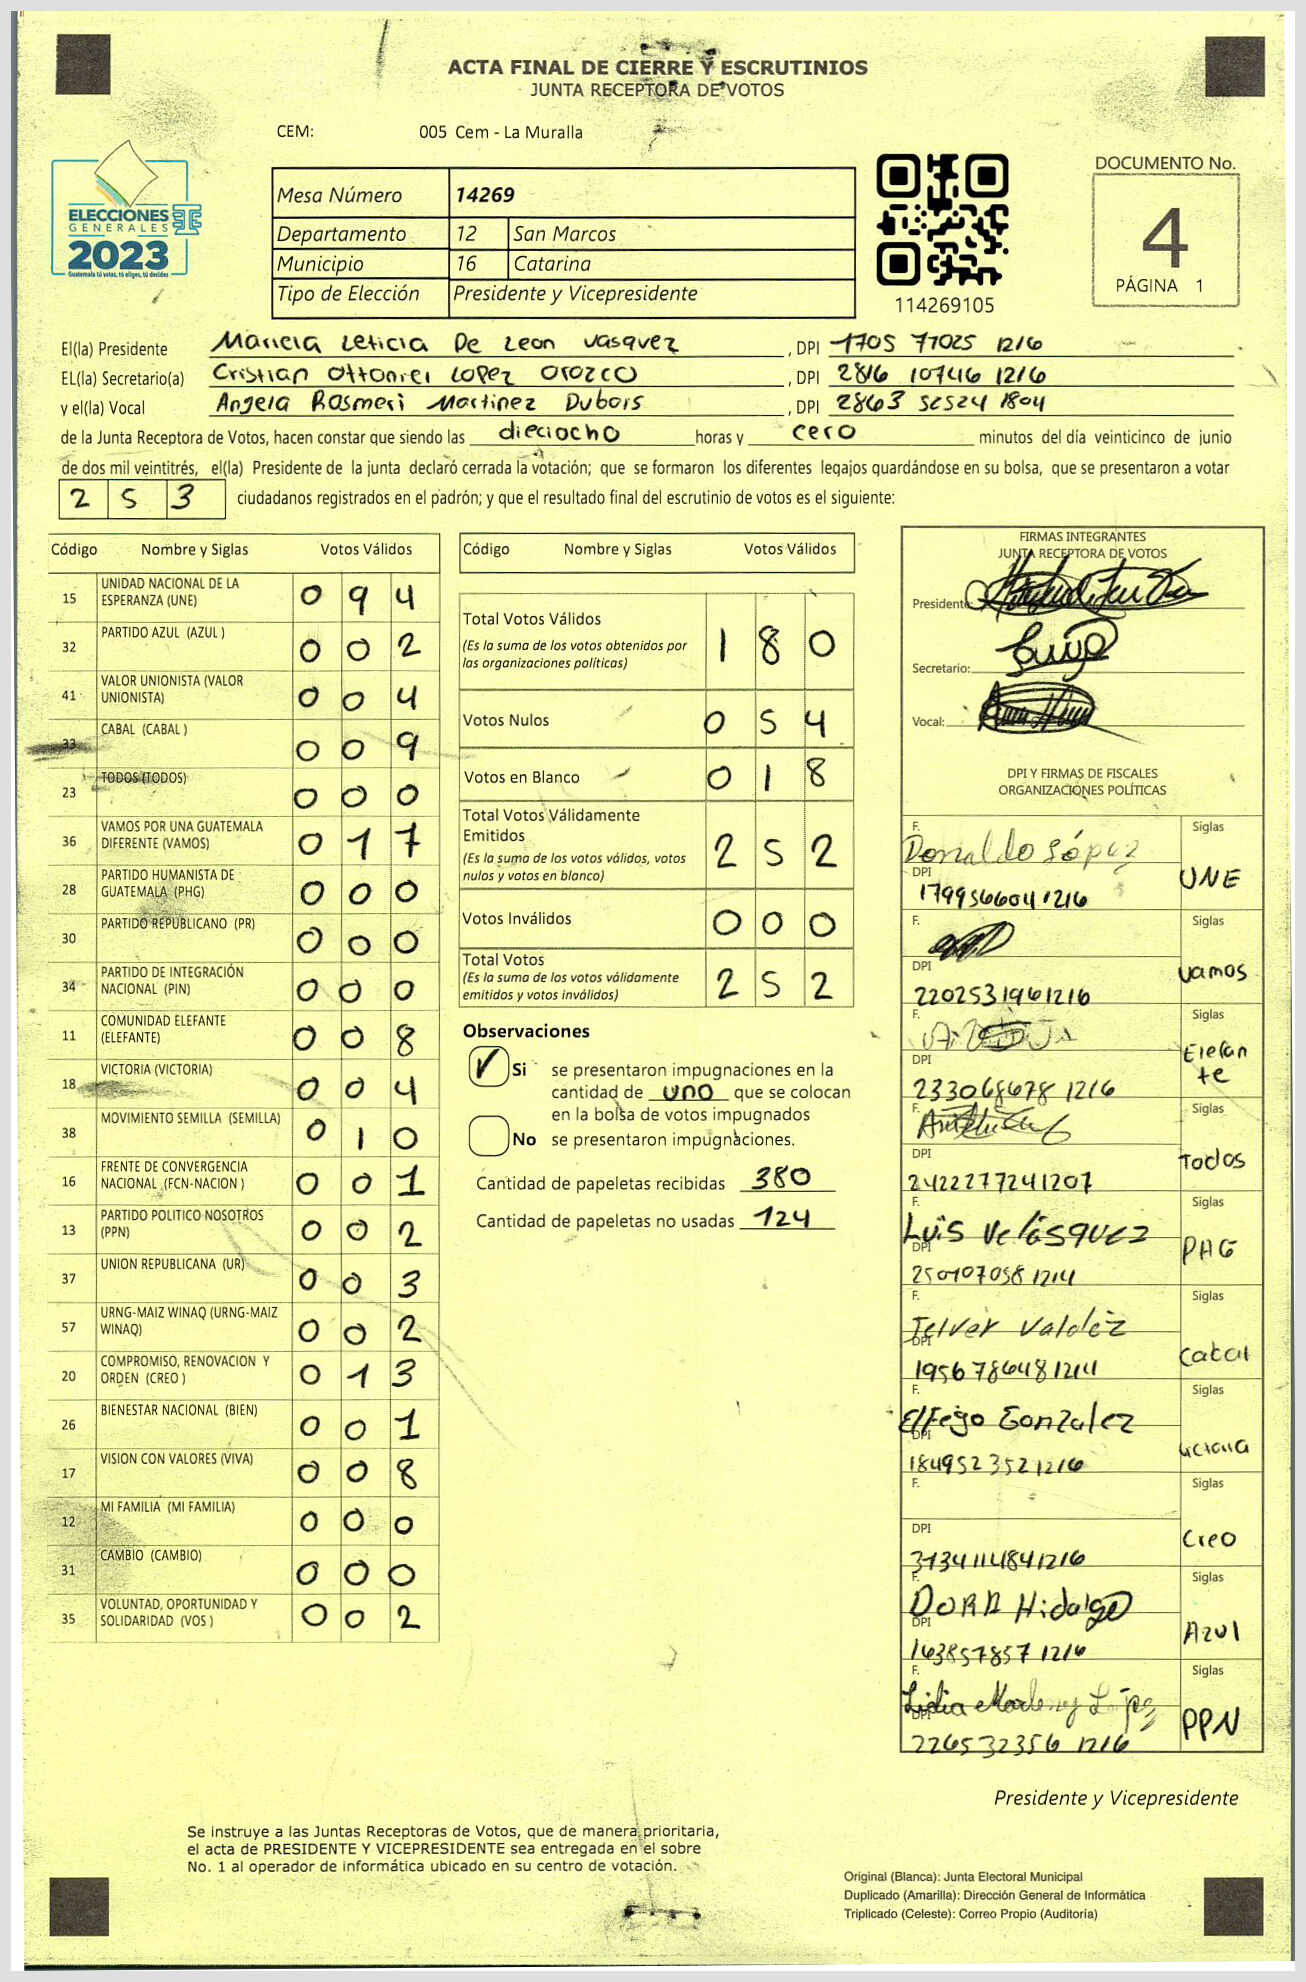 ACTA FINAL DE CIERRE Y ESCRUTINIOS
JUNTA RECEPTORA DE VOTOS
CEM: 005 Cem - La Muralla
ELECCIONES
GENERALES
2023
Guatemala tú votas, tú eliges, tú decides
Mesa Número 14269
Departamento 12 San Marcos
Municipio 16 Catarina
Tipo de Elección Presidente y Vicepresidente
114269105
DOCUMENTO No.
4
PÁGINA 1
El(la) Presidente Mariela Leticia De Leon Vasquez, DPI 1705 77025 1216
EL(la) Secretario(a) Cristian Ottoniel Lopez Orozco, DPI 2816 10746 1216
y el(la) Vocal Angela Rosmeri Martinez Dubois, DPI 2863 52524 1804
de la Junta Receptora de Votos, hacen constar que siendo las dieciocho horas y cero minutos del día veinticinco de junio
de dos mil veintitrés, el(la) Presidente de la junta declaró cerrada la votación; que se formaron los diferentes legajos guardándose en su bolsa, que se presentaron a votar
2 5 3 ciudadanos registrados en el padrón; y que el resultado final del escrutinio de votos es el siguiente:
Código Nombre y Siglas Votos Válidos
15 UNIDAD NACIONAL DE LA ESPERANZA (UNE) 0 9 4
32 PARTIDO AZUL (AZUL ) 0 0 2
41 VALOR UNIONISTA (VALOR UNIONISTA) 0 0 4
33 CABAL (CABAL ) 0 0 9
23 TODOS (TODOS) 0 0 0
36 VAMOS POR UNA GUATEMALA DIFERENTE (VAMOS) 0 1 7
28 PARTIDO HUMANISTA DE GUATEMALA (PHG) 0 0 0
30 PARTIDO REPUBLICANO (PR) 0 0 0
34 PARTIDO DE INTEGRACIÓN NACIONAL (PIN) 0 0 0
11 COMUNIDAD ELEFANTE (ELEFANTE) 0 0 8
18 VICTORIA (VICTORIA) 0 0 4
38 MOVIMIENTO SEMILLA (SEMILLA) 0 1 0
16 FRENTE DE CONVERGENCIA NACIONAL (FCN-NACION ) 0 0 1
13 PARTIDO POLITICO NOSOTROS (PPN) 0 0 2
37 UNION REPUBLICANA (UR) 0 0 3
57 URNG-MAIZ WINAQ (URNG-MAIZ WINAQ) 0 0 2
20 COMPROMISO, RENOVACION Y ORDEN (CREO ) 0 1 3
26 BIENESTAR NACIONAL (BIEN) 0 0 1
17 VISION CON VALORES (VIVA) 0 0 8
12 MI FAMILIA (MI FAMILIA) 0 0 0
31 CAMBIO (CAMBIO) 0 0 0
35 VOLUNTAD, OPORTUNIDAD Y SOLIDARIDAD (VOS ) 0 0 2
Código Nombre y Siglas Votos Válidos
Total Votos Válidos 1 8 0
(Es la suma de los votos obtenidos por
las organizaciones políticas)
Votos Nulos 0 5 4
Votos en Blanco 0 1 8
Total Votos Válidamente
Emitidos 2 5 2
(Es la suma de los votos válidos, votos
nulos y votos en blanco)
Votos Inválidos 0 0 0
Total Votos 2 5 2
(Es la suma de los votos válidamente
emitidos y votos inválidos)
Observaciones
✓ Si se presentaron impugnaciones en la
cantidad de uno que se colocan
en la bolsa de votos impugnados
No se presentaron impugnaciones.
Cantidad de papeletas recibidas 380
Cantidad de papeletas no usadas 124
FIRMAS INTEGRANTES
JUNTA RECEPTORA DE VOTOS
Presidente:
Secretario:
Vocal:
DPI Y FIRMAS DE FISCALES
ORGANIZACIONES POLÍTICAS
F. Donaldo López Siglas
DPI 1799566041216 UNE
F. Siglas
DPI 2202531961216 Vamos
F. Siglas
DPI 233068678 1216 Elefan
te
F. Siglas
DPI 2422277241207 Todos
F. Luis Velásquez Siglas
DPI 250107058 1214 PHG
F. Jelver Valdéz Siglas
DPI 1956786481214 Cabal
F. Elfego Gonzalez Siglas
DPI 1849523521216 Victoria
F. Siglas
DPI 3134114841216 Creo
F. DORA Hidalgo Siglas
DPI 163857857 1216 Azul
F. Lidia Marleny López Siglas
DPI 226532356 1216 PPN
Presidente y Vicepresidente
Se instruye a las Juntas Receptoras de Votos, que de manera prioritaria,
el acta de PRESIDENTE Y VICEPRESIDENTE sea entregada en el sobre
No. 1 al operador de informática ubicado en su centro de votación.
Original (Blanca): Junta Electoral Municipal
Duplicado (Amarilla): Dirección General de Informática
Triplicado (Celeste): Correo Propio (Auditoría)